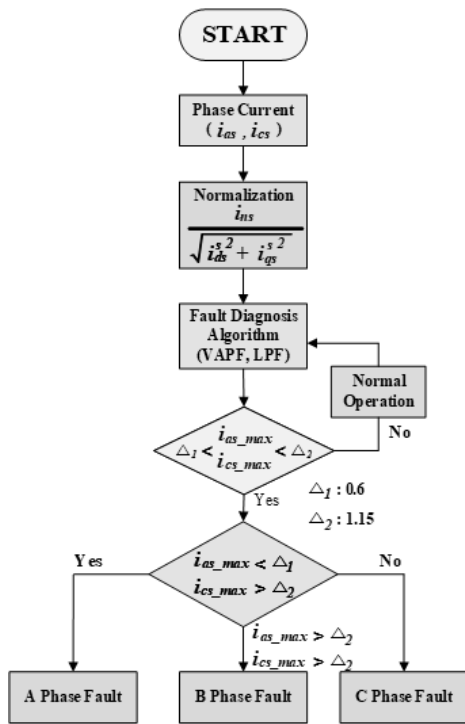 START
Phase Current
( i_as , i_cs )
Normalization
i_ns
√(i_ds^s 2 + i_qs^s 2)
Fault Diagnosis
Algorithm
(VAPF, LPF)
Normal
Operation
No
i_as_max
△1 < < △2
i_cs_max
Yes
△1 : 0.6
△2 : 1.15
Yes
i_as_max < △1
i_cs_max > △2
No
i_as_max > △2
i_cs_max > △2
A Phase Fault
B Phase Fault
C Phase Fault